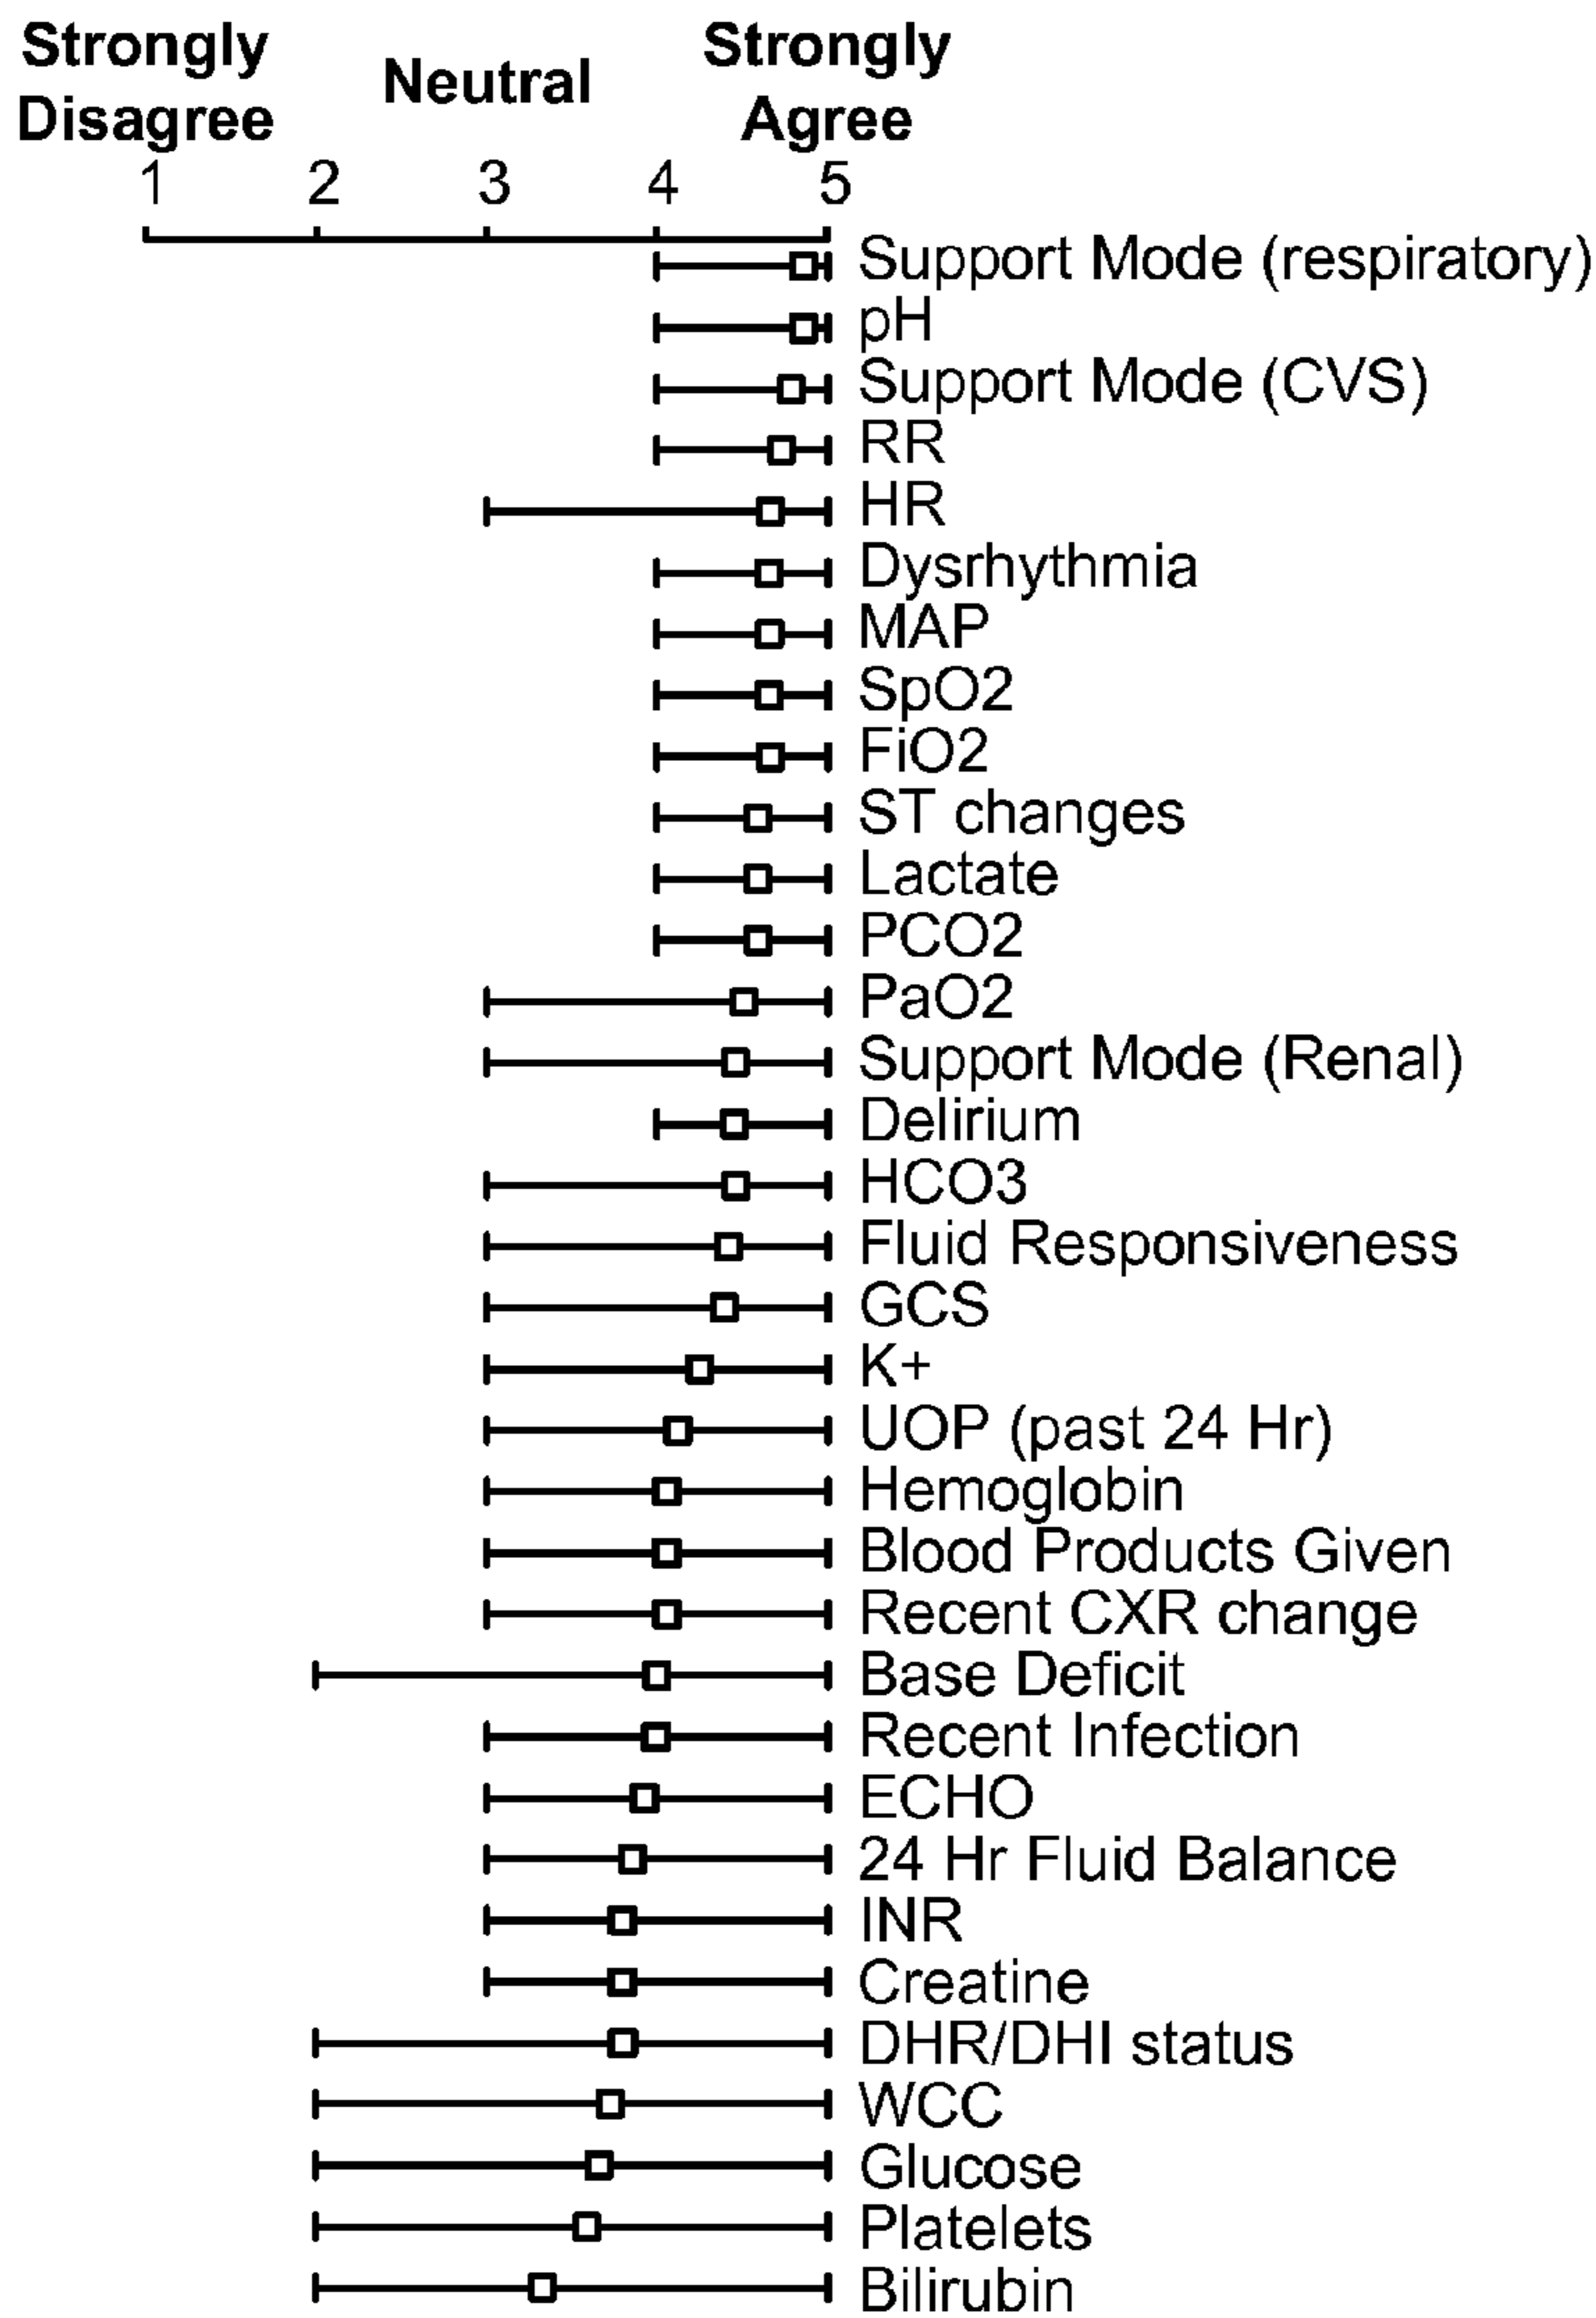 Strongly Disagree
Neutral
Strongly Agree
1 2 3 4 5
Support Mode (respiratory)
pH
Support Mode (CVS)
RR
HR
Dysrhythmia
MAP
SpO2
FiO2
ST changes
Lactate
PCO2
PaO2
Support Mode (Renal)
Delirium
HCO3
Fluid Responsiveness
GCS
K+
UOP (past 24 Hr)
Hemoglobin
Blood Products Given
Recent CXR change
Base Deficit
Recent Infection
ECHO
24 Hr Fluid Balance
INR
Creatine
DHR/DHI status
WCC
Glucose
Platelets
Bilirubin